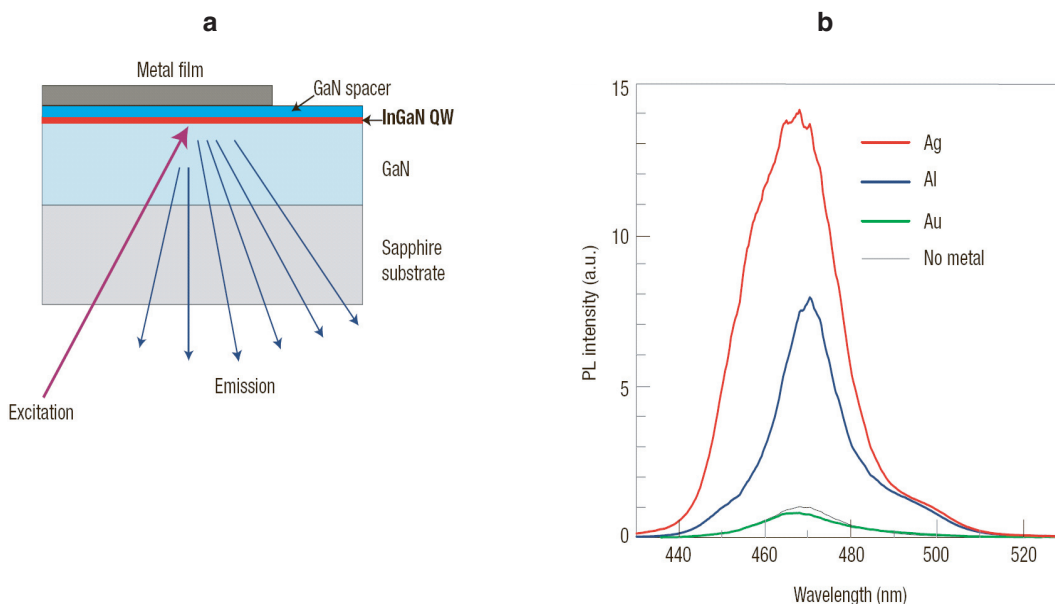 a
Metal film
GaN spacer
InGaN QW
GaN
Sapphire
substrate
Emission
Excitation
b
15
10
5
0
PL intensity (a.u.)
Ag
Al
Au
No metal
440 460 480 500 520
Wavelength (nm)